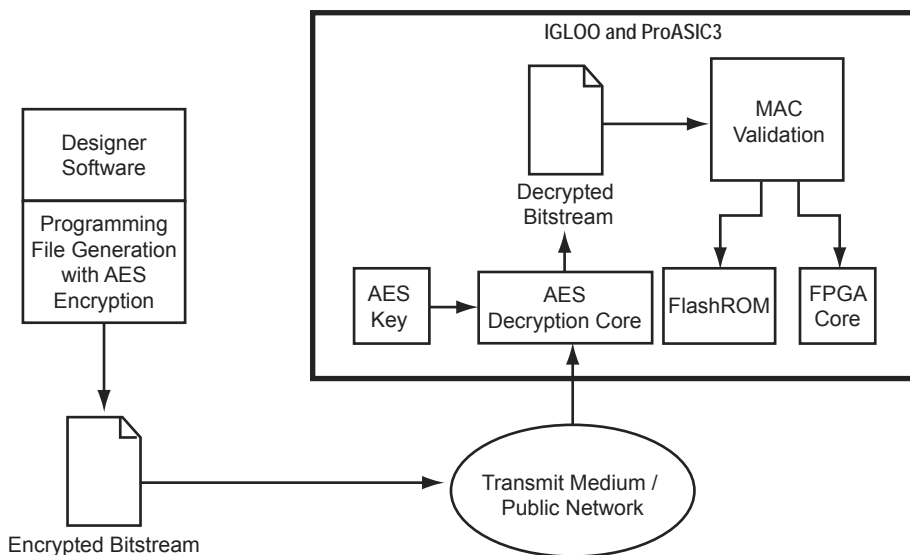 IGLOO and ProASIC3
Designer
Software
Programming
File Generation
with AES
Encryption
Encrypted Bitstream
Transmit Medium /
Public Network
AES
Key
AES
Decryption Core
Decrypted
Bitstream
MAC
Validation
FlashROM
FPGA
Core